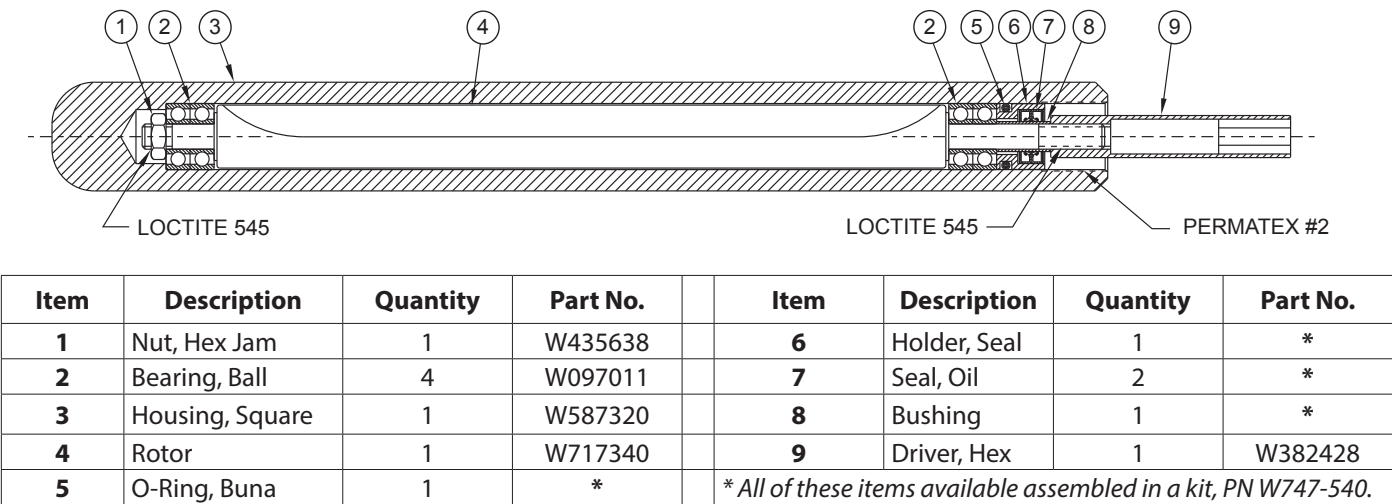 1 2 3 4 2 5 6 7 8 9
LOCTITE 545 LOCTITE 545 PERMATEX #2
Item Description Quantity Part No. Item Description Quantity Part No.
1 Nut, Hex Jam 1 W435638 6 Holder, Seal 1 *
2 Bearing, Ball 4 W097011 7 Seal, Oil 2 *
3 Housing, Square 1 W587320 8 Bushing 1 *
4 Rotor 1 W717340 9 Driver, Hex 1 W382428
5 O-Ring, Buna 1 * * All of these items available assembled in a kit, PN W747-540.